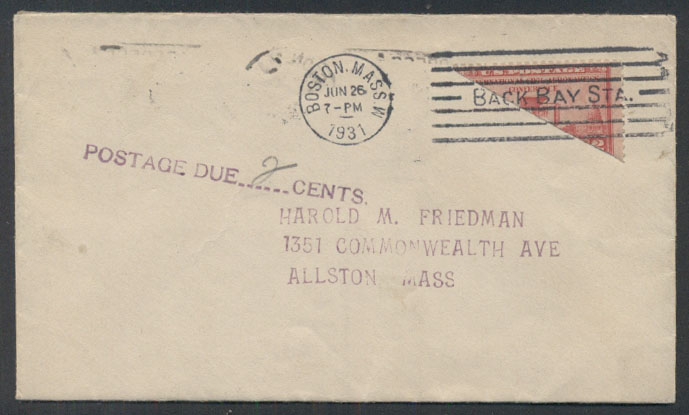 BOSTON, MASS. W
JUN 26
7-PM
1931
BACK BAY STA.
2
POSTAGE DUE 2 CENTS.
HAROLD M. FRIEDMAN
1351 COMMONWEALTH AVE
ALLSTON MASS